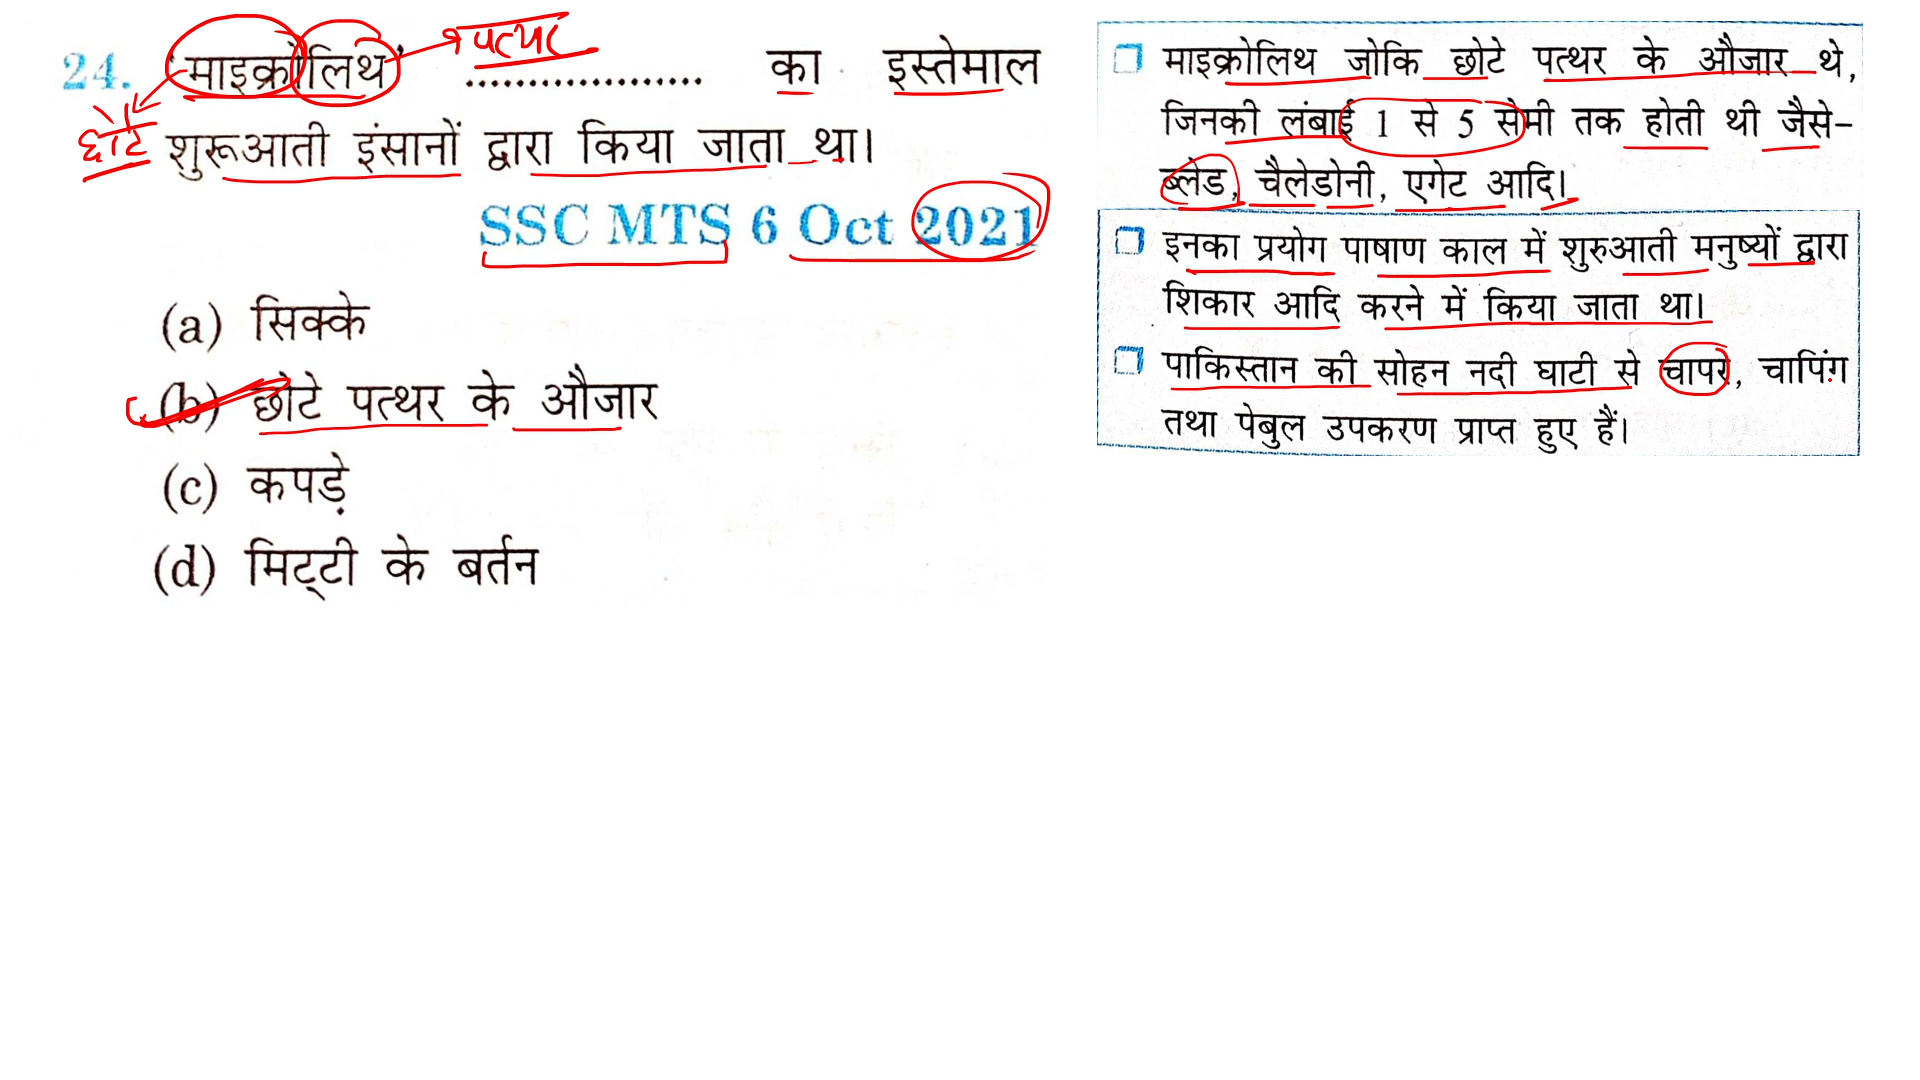 पत्थर
24. 'माइक्रोलिथ' .................... का इस्तेमाल
छोटे
शुरूआती इंसानों द्वारा किया जाता था।
SSC MTS 6 Oct 2021
(a) सिक्के
(b) छोटे पत्थर के औजार
(c) कपड़े
(d) मिट्टी के बर्तन
माइक्रोलिथ जोकि छोटे पत्थर के औजार थे,
जिनकी लंबाई 1 से 5 सेमी तक होती थी जैसे–
ब्लेड, चैलेडोनी, एगेट आदि।
इनका प्रयोग पाषाण काल में शुरुआती मनुष्यों द्वारा
शिकार आदि करने में किया जाता था।
पाकिस्तान की सोहन नदी घाटी से चापर, चापिंग
तथा पेबुल उपकरण प्राप्त हुए हैं।